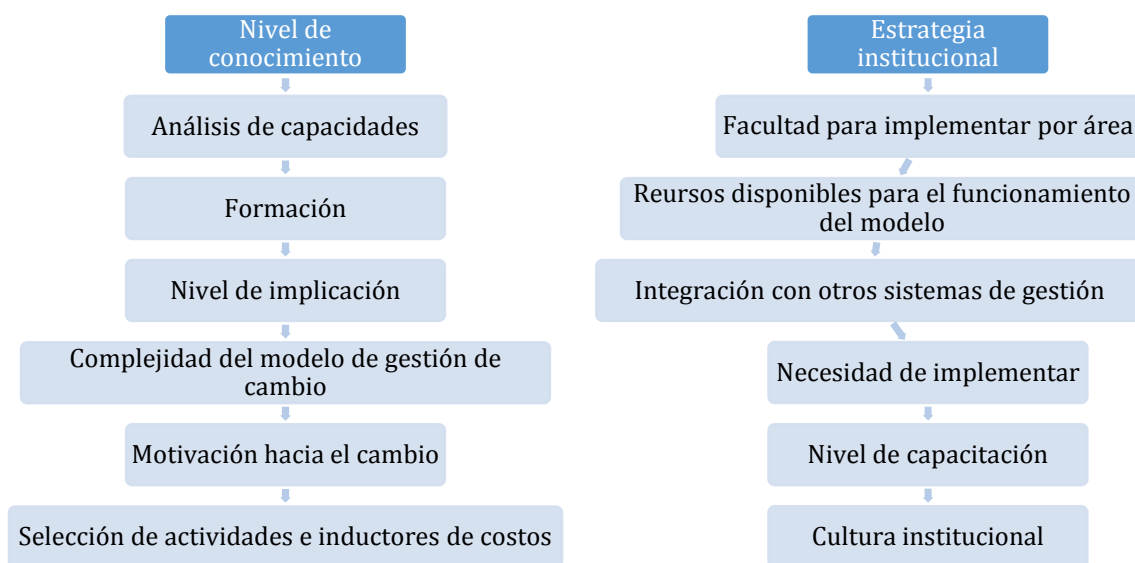 Nivel de
conocimiento
Análisis de capacidades
Formación
Nivel de implicación
Complejidad del modelo de gestión de
cambio
Motivación hacia el cambio
Selección de actividades e inductores de costos
Estrategia
institucional
Facultad para implementar por área
Reursos disponibles para el funcionamiento
del modelo
Integración con otros sistemas de gestión
Necesidad de implementar
Nivel de capacitación
Cultura institucional